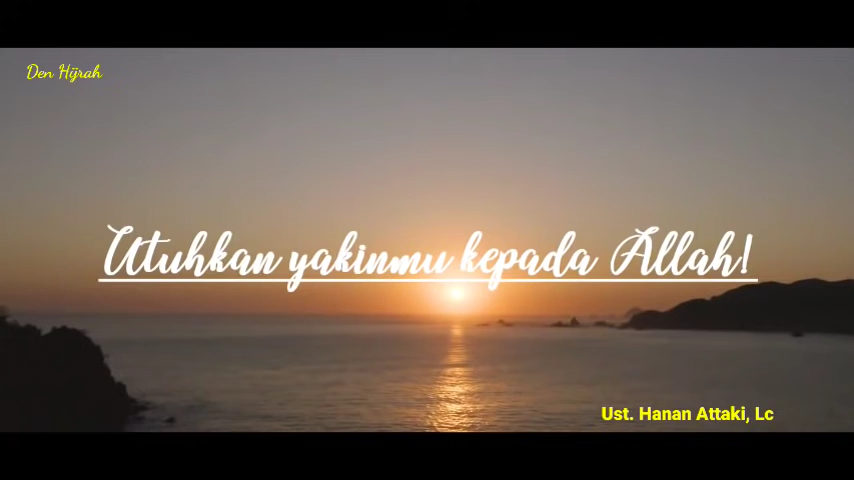 Den Hijrah
Utuhkan yakinmu kepada Allah!
Ust. Hanan Attaki, Lc